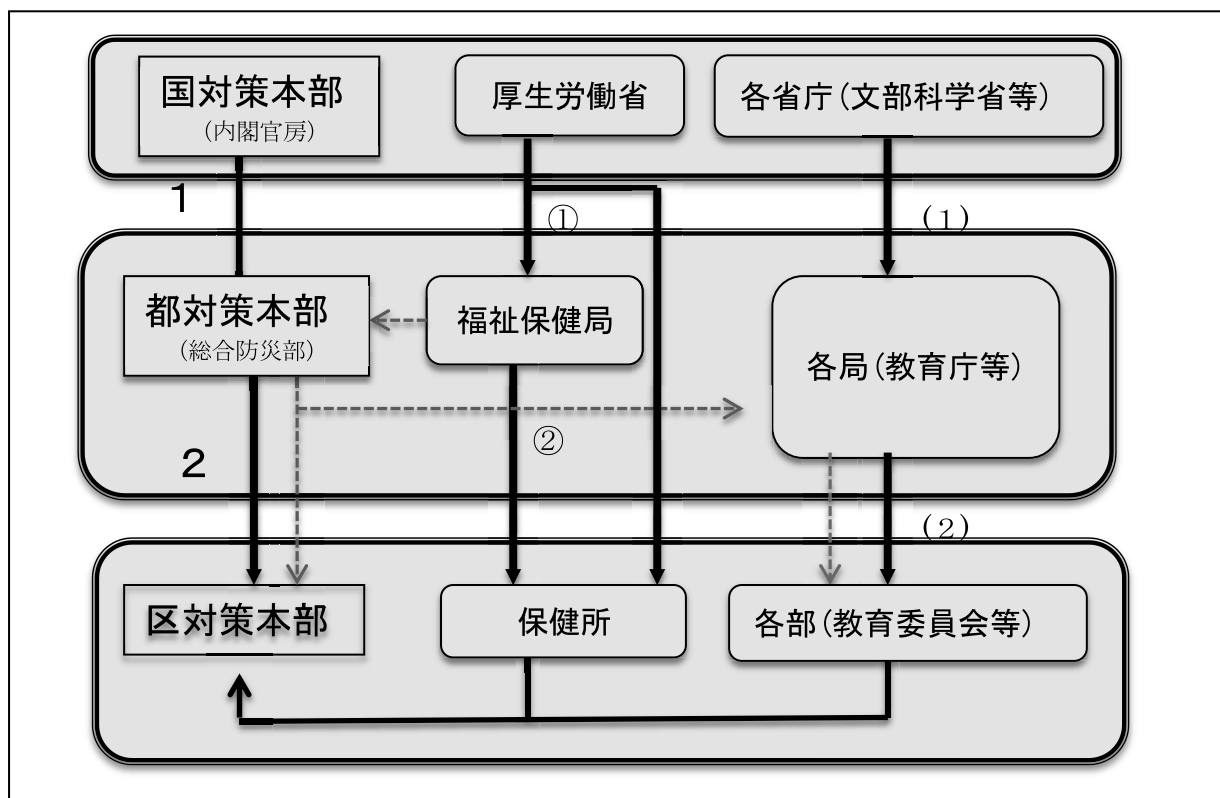 国対策本部
(内閣官房)
厚生労働省
各省庁(文部科学省等)
1
①
(1)
都対策本部
(総合防災部)
福祉保健局
各局(教育庁等)
2
②
(2)
区対策本部
保健所
各部(教育委員会等)